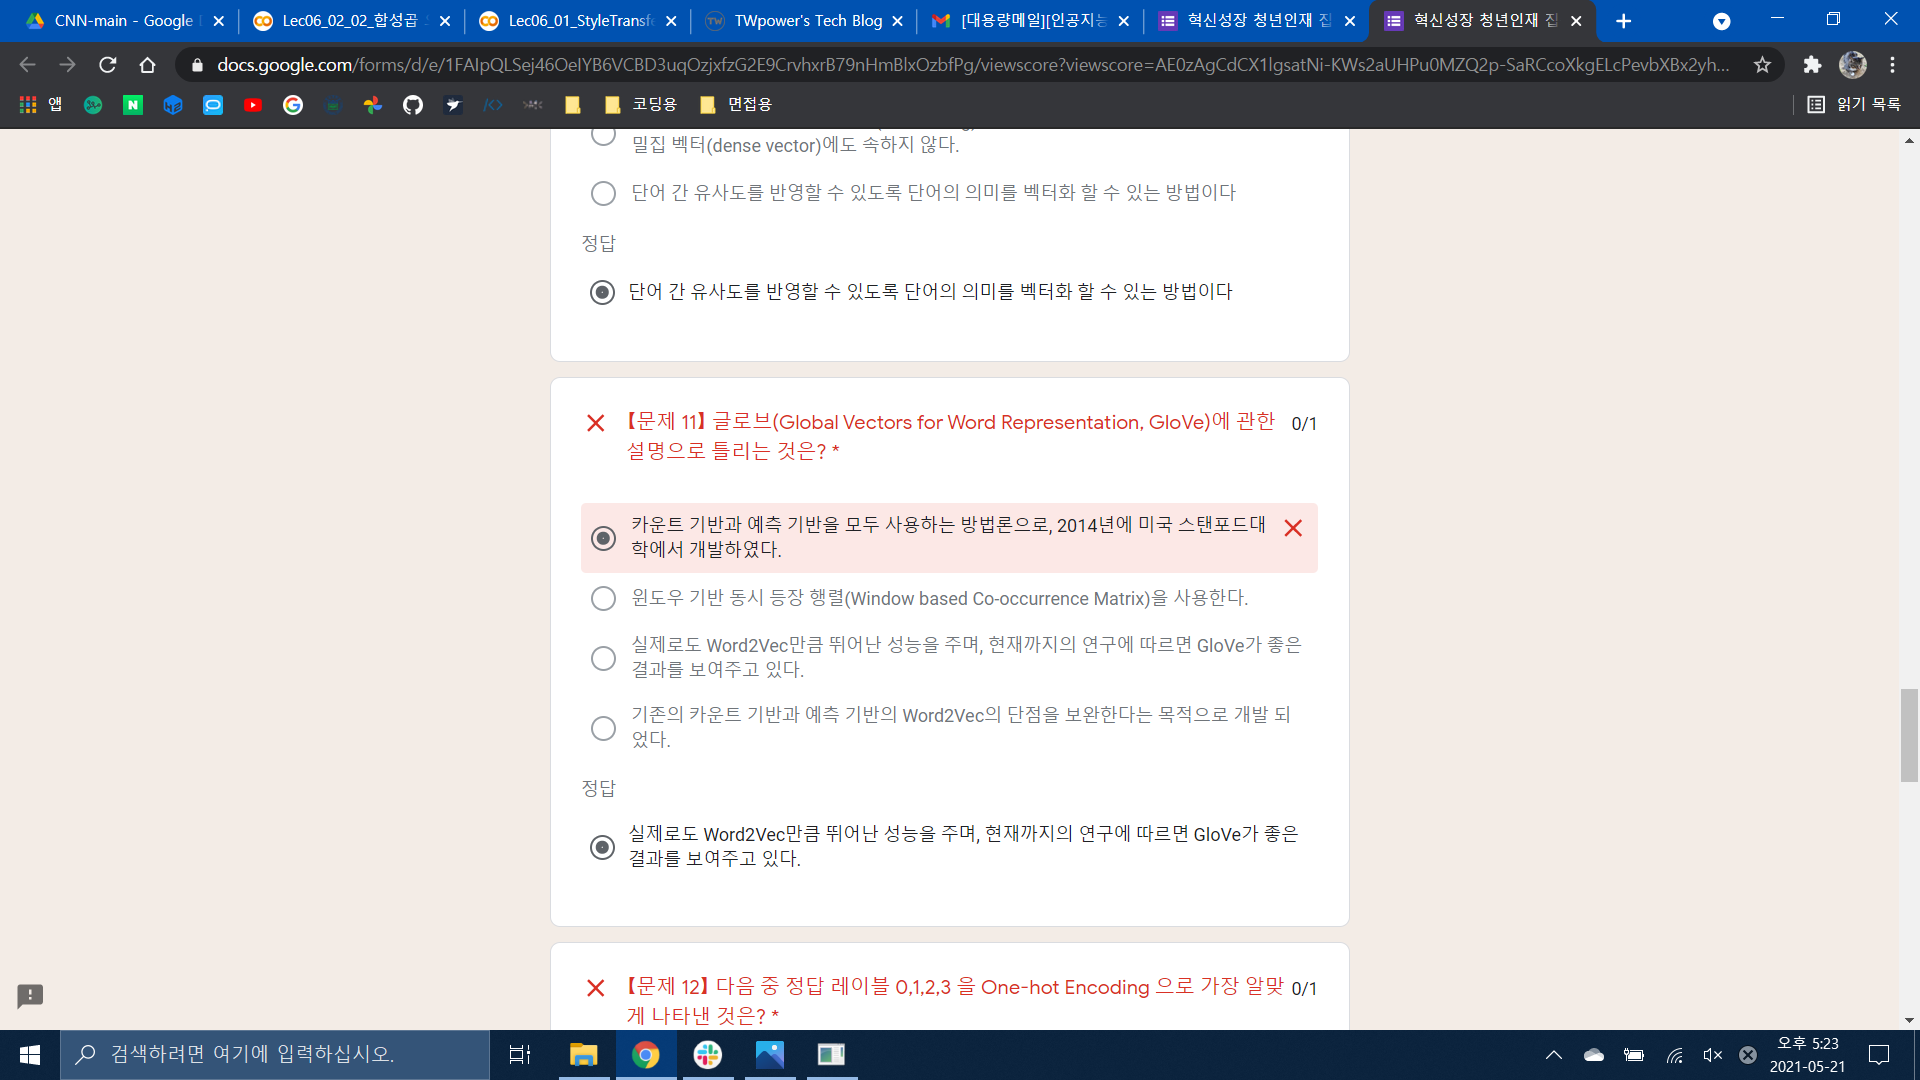 CNN-main - Google
Lec06_02_02_합성곱
Lec06_01_StyleTransf
TWpower's Tech Blog
[대용량메일][인공지능
혁신성장 청년인재 집
혁신성장 청년인재 집
docs.google.com/forms/d/e/1FAIpQLSej46OeIYB6VCBD3uqOzjxfzG2E9CrvhxrB79nHmBlxOzbfPg/viewscore?viewscore=AE0zAgCdCX1lgsatNi-KWs2aUHPu0MZQ2p-SaRCcoXkgELcPevbXBx2yh...
앱
코딩용
면접용
읽기 목록
밀집 벡터(dense vector)에도 속하지 않다.
단어 간 유사도를 반영할 수 있도록 단어의 의미를 벡터화 할 수 있는 방법이다
정답
단어 간 유사도를 반영할 수 있도록 단어의 의미를 벡터화 할 수 있는 방법이다
【문제 11】 글로브(Global Vectors for Word Representation, GloVe)에 관한 0/1
설명으로 틀리는 것은? *
카운트 기반과 예측 기반을 모두 사용하는 방법론으로, 2014년에 미국 스탠포드대
학에서 개발하였다.
윈도우 기반 동시 등장 행렬(Window based Co-occurrence Matrix)을 사용한다.
실제로도 Word2Vec만큼 뛰어난 성능을 주며, 현재까지의 연구에 따르면 GloVe가 좋은
결과를 보여주고 있다.
기존의 카운트 기반과 예측 기반의 Word2Vec의 단점을 보완한다는 목적으로 개발 되
었다.
정답
실제로도 Word2Vec만큼 뛰어난 성능을 주며, 현재까지의 연구에 따르면 GloVe가 좋은
결과를 보여주고 있다.
【문제 12】 다음 중 정답 레이블 0,1,2,3 을 One-hot Encoding 으로 가장 알맞 0/1
게 나타낸 것은? *
검색하려면 여기에 입력하십시오.
오후 5:23
2021-05-21